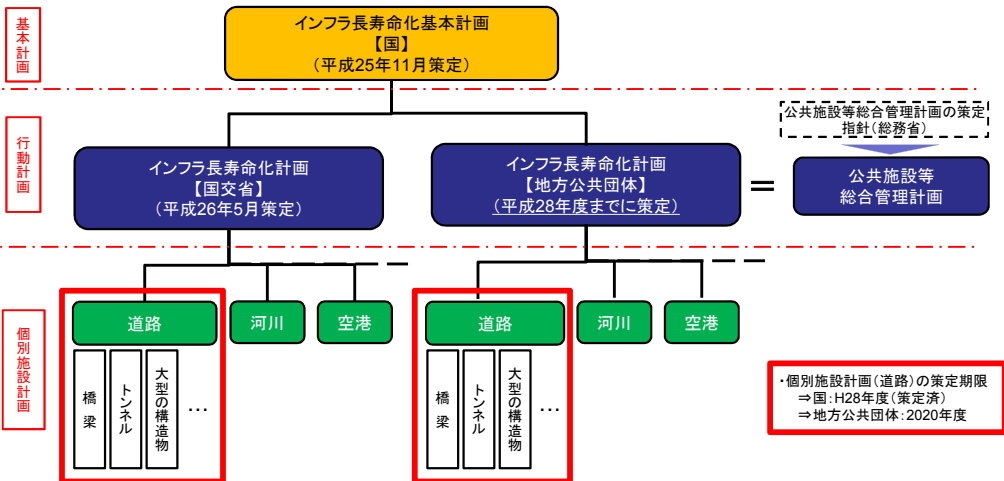 基本計画
インフラ長寿命化基本計画
【国】
（平成25年11月策定）
行動計画
インフラ長寿命化計画
【国交省】
（平成26年5月策定）
インフラ長寿命化計画
【地方公共団体】
（平成28年度までに策定）
＝
公共施設等総合管理計画の策定
指針（総務省）
公共施設等
総合管理計画
個別施設計画
道路
河川
空港
橋梁
トンネル
大型の構造物
…
道路
河川
空港
橋梁
トンネル
大型の構造物
…
・個別施設計画（道路）の策定期限
⇒国：H28年度（策定済）
⇒地方公共団体：2020年度